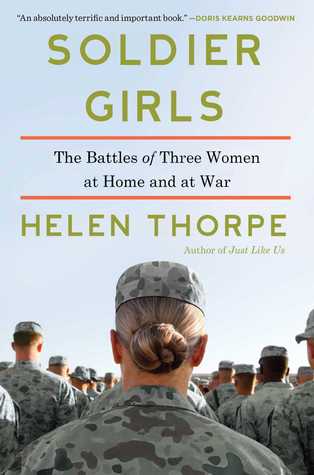 "An absolutely terrific and important book." —DORIS KEARNS GOODWIN
SOLDIER
GIRLS
The Battles of Three Women
at Home and at War
HELEN THORPE
Author of Just Like Us